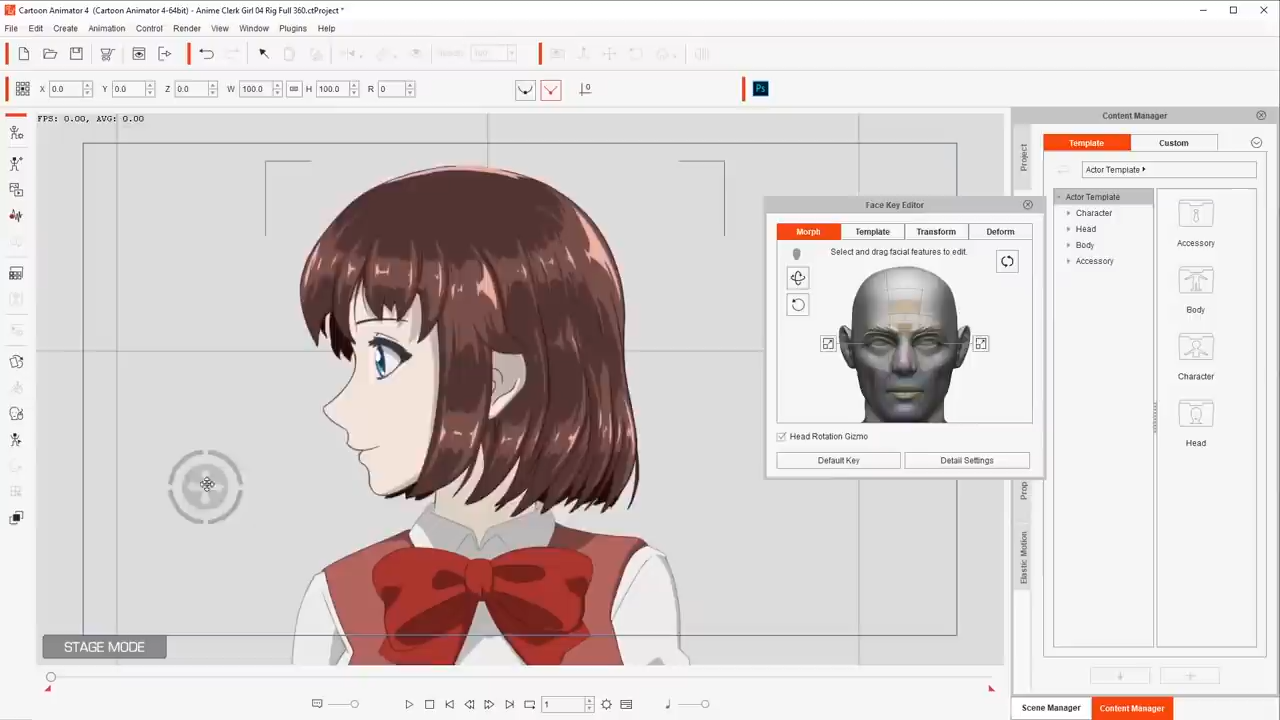 Cartoon Animator 4 (Cartoon Animator 4-64bit) - Anime Clerk Girl 04 Rig Full 360.ctProject *
File Edit Create Animation Control Render View Window Plugins Help
X 0.0 Y 0.0 Z 0.0 W 100.0 H 100.0 R 0 Ps
FPS: 0.00, AVG: 0.00
Content Manager
Project
Template Custom
Actor Template
Actor Template
Character
Head
Body
Accessory
Accessory
Body
Character
Head
Face Key Editor
Morph Template Transform Deform
Select and drag facial features to edit.
Head Rotation Gizmo
Default Key Detail Settings
Prop
Elastic Motion
STAGE MODE
1
Scene Manager Content Manager